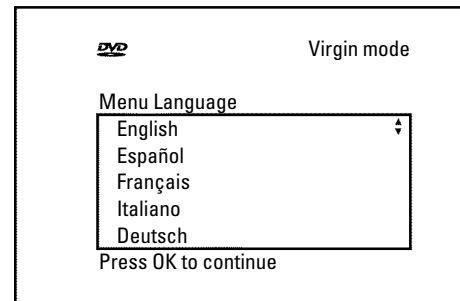 DVD Virgin mode
Menu Language
English
Español
Français
Italiano
Deutsch
Press OK to continue